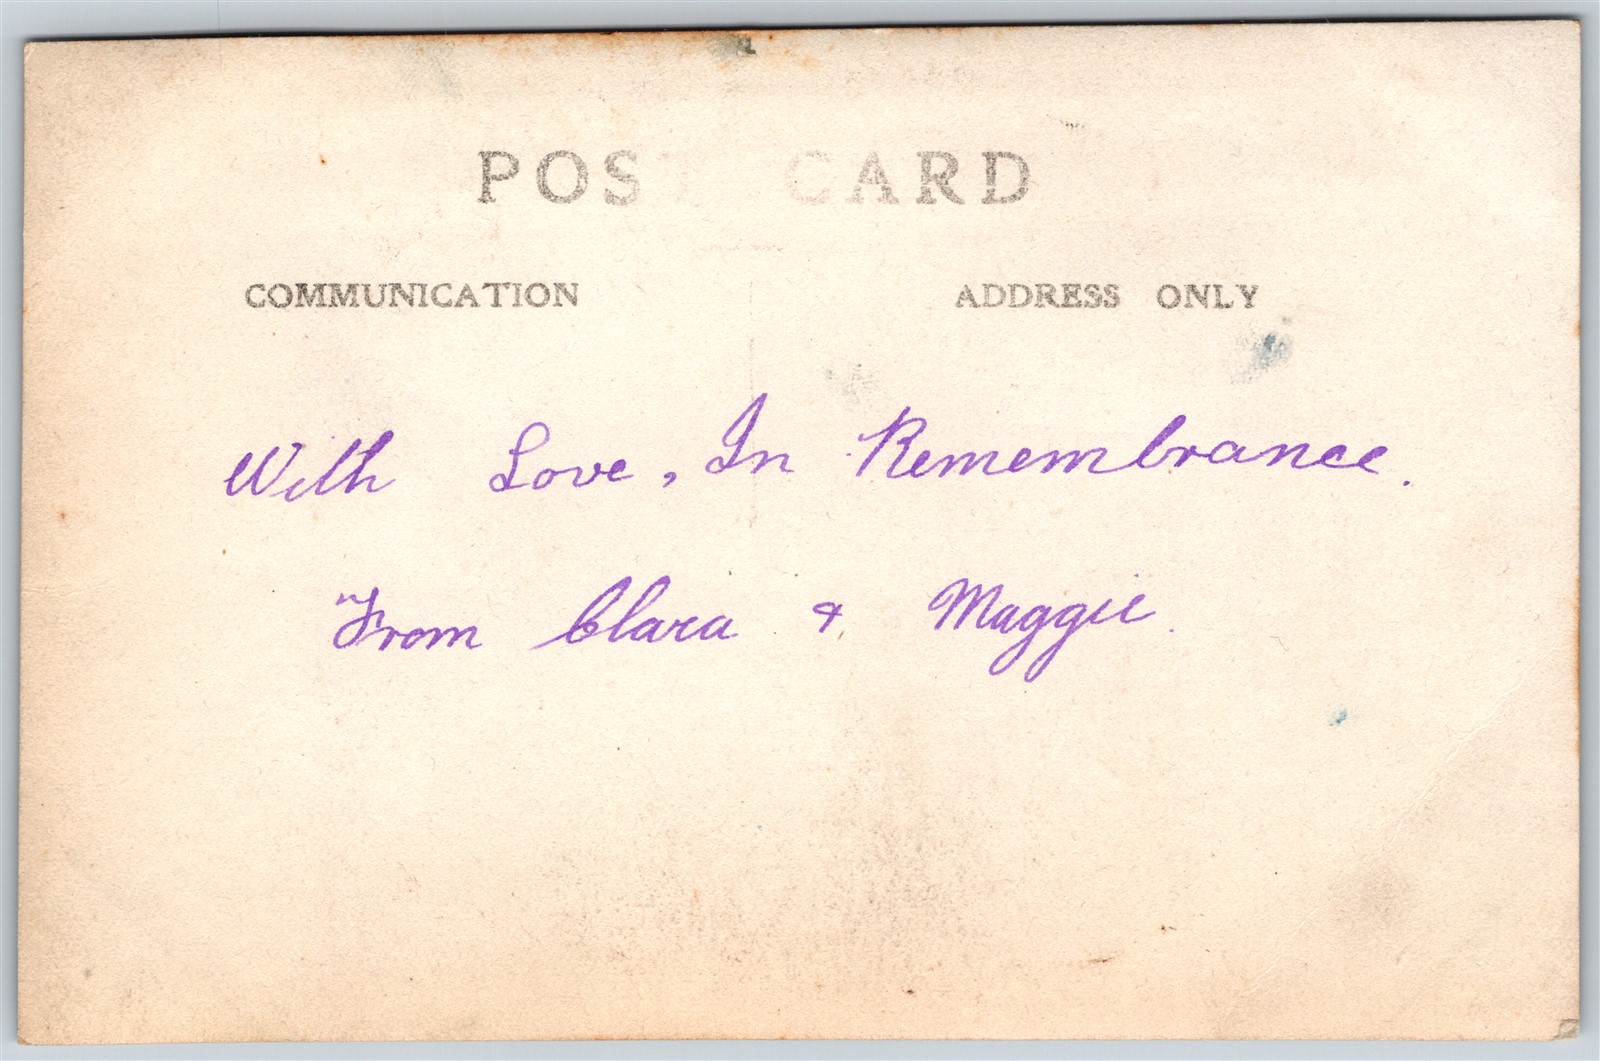 POST CARD
COMMUNICATION ADDRESS ONLY
With Love, In Remembrance.
From Clara & Maggie.